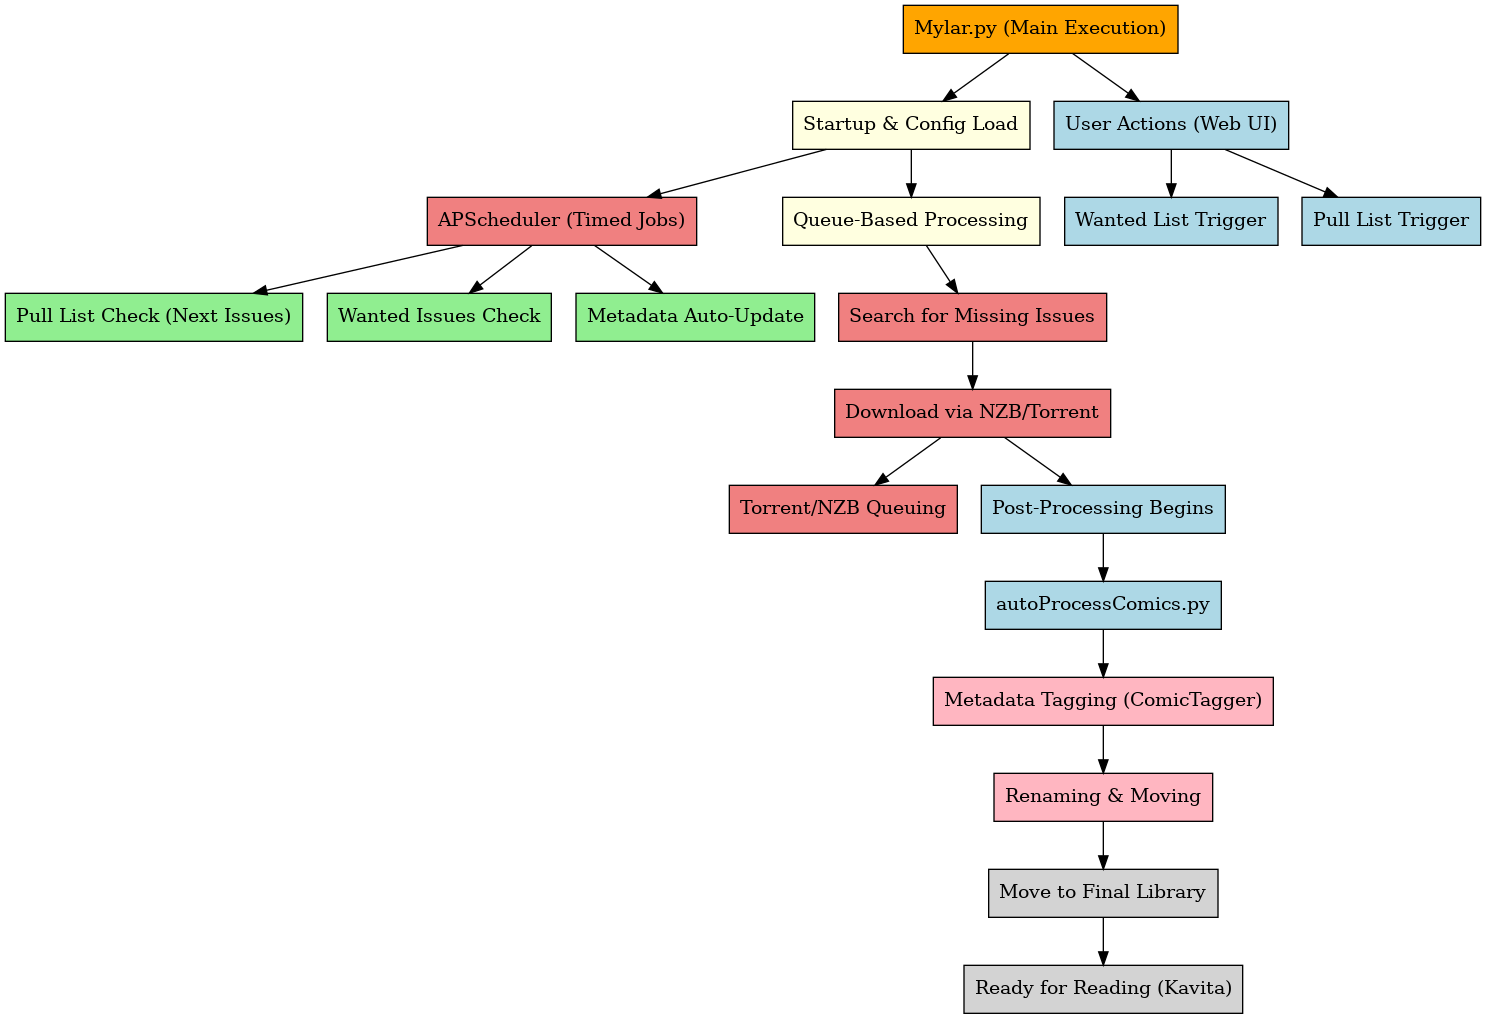 Mylar.py (Main Execution)
Startup & Config Load
User Actions (Web UI)
APScheduler (Timed Jobs)
Queue-Based Processing
Wanted List Trigger
Pull List Trigger
Pull List Check (Next Issues)
Wanted Issues Check
Metadata Auto-Update
Search for Missing Issues
Download via NZB/Torrent
Torrent/NZB Queuing
Post-Processing Begins
autoProcessComics.py
Metadata Tagging (ComicTagger)
Renaming & Moving
Move to Final Library
Ready for Reading (Kavita)